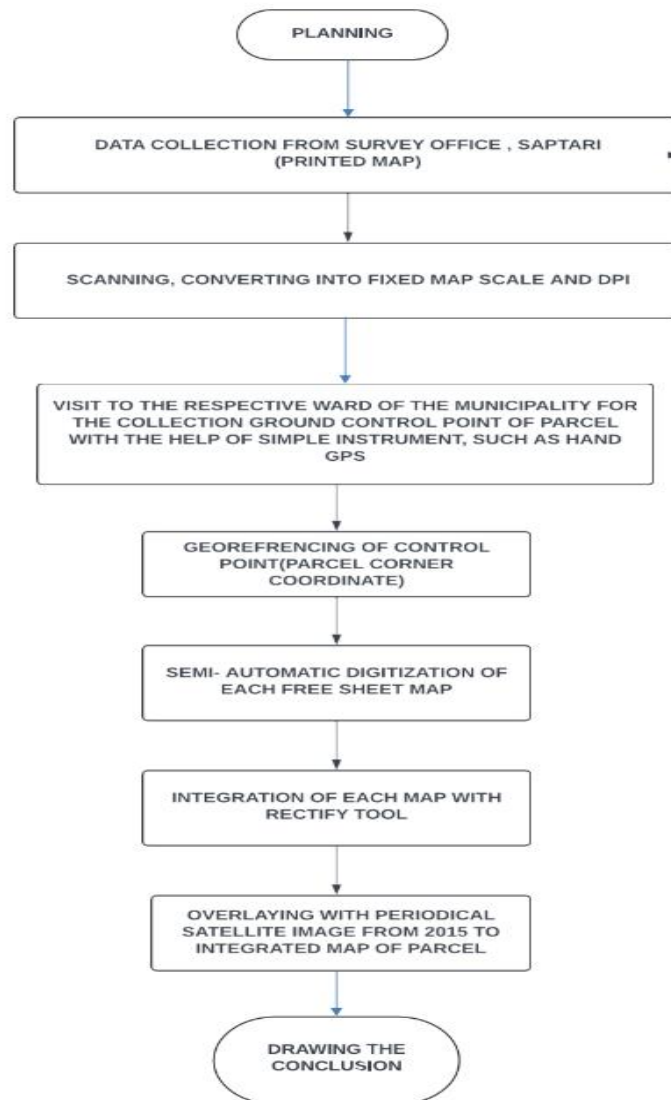 PLANNING
DATA COLLECTION FROM SURVEY OFFICE , SAPTARI
(PRINTED MAP)
SCANNING, CONVERTING INTO FIXED MAP SCALE AND DPI
VISIT TO THE RESPECTIVE WARD OF THE MUNICIPALITY FOR
THE COLLECTION GROUND CONTROL POINT OF PARCEL
WITH THE HELP OF SIMPLE INSTRUMENT, SUCH AS HAND
GPS
GEOREFRENCING OF CONTROL
POINT(PARCEL CORNER
COORDINATE)
SEMI- AUTOMATIC DIGITIZATION OF
EACH FREE SHEET MAP
INTEGRATION OF EACH MAP WITH
RECTIFY TOOL
OVERLAYING WITH PERIODICAL
SATELLITE IMAGE FROM 2015 TO
INTEGRATED MAP OF PARCEL
DRAWING THE
CONCLUSION